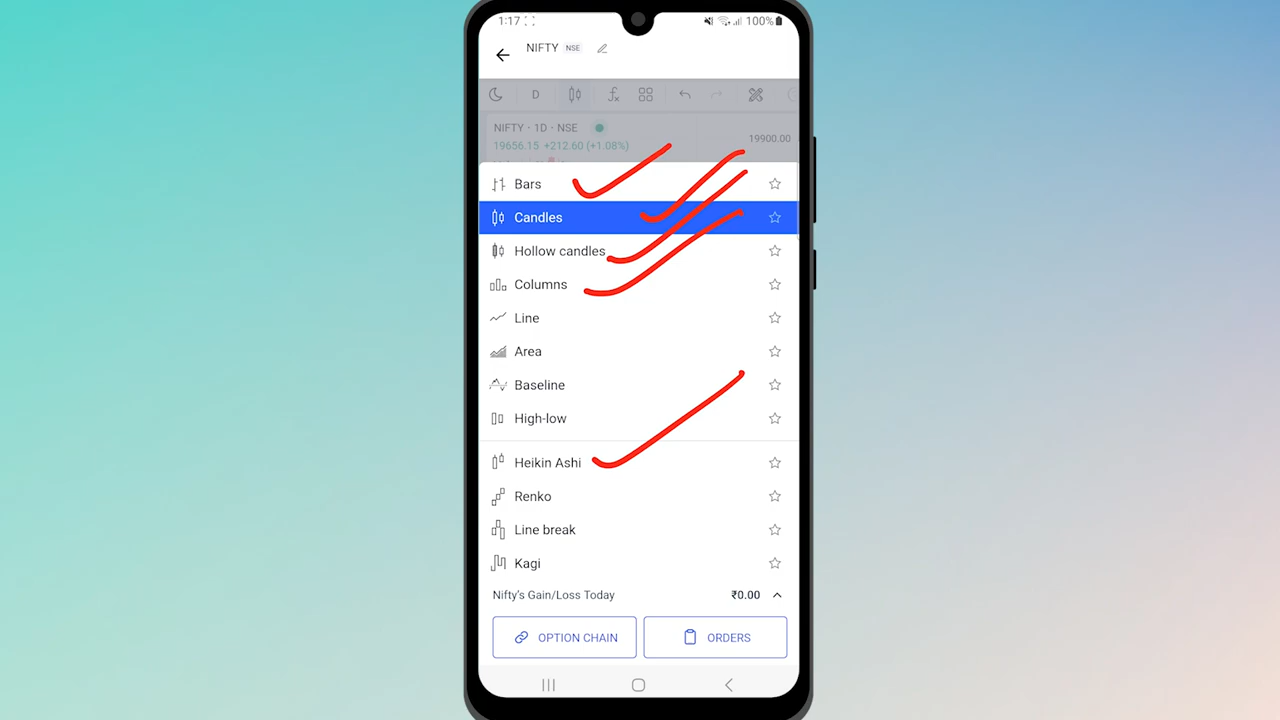 1:17 100%
NIFTY NSE
D
NIFTY · 1D · NSE
19656.15 +212.60 (+1.08%)
19900.00
Bars
Candles
Hollow candles
Columns
Line
Area
Baseline
High-low
Heikin Ashi
Renko
Line break
Kagi
Nifty's Gain/Loss Today ₹0.00
OPTION CHAIN ORDERS